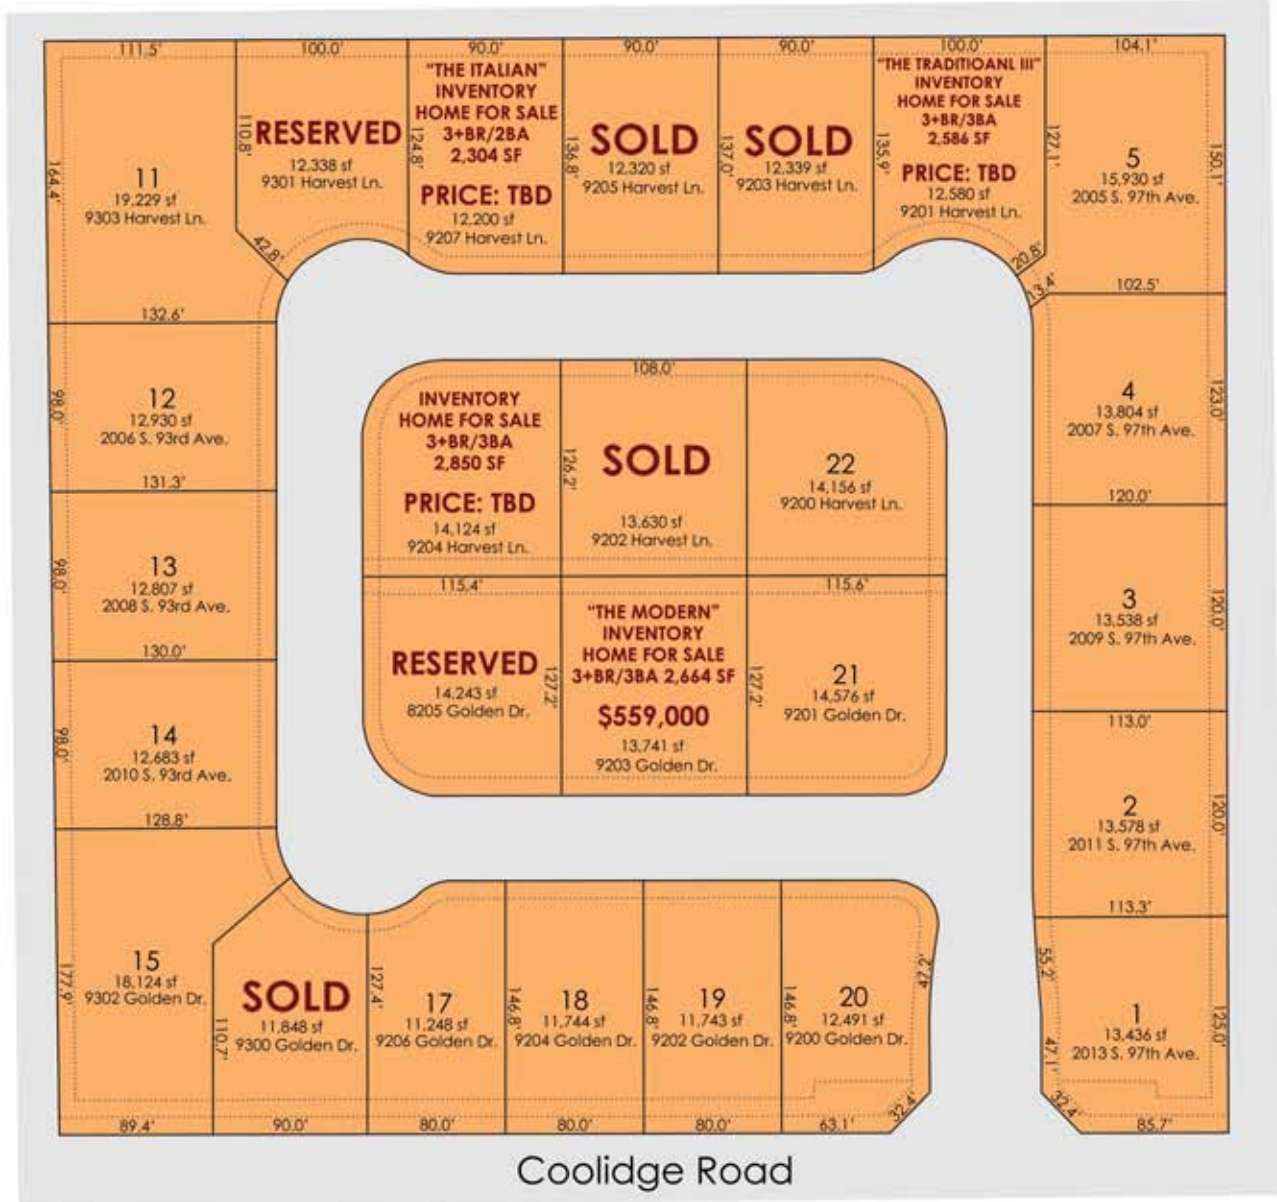 111.5'
100.0'
90.0'
90.0'
90.0'
100.0'
104.1'
164.4'
11
19,229 sf
9303 Harvest Ln.
110.8'
42.8'
RESERVED
12,338 sf
9301 Harvest Ln.
124.8'
"THE ITALIAN"
INVENTORY
HOME FOR SALE
3+BR/2BA
2,304 SF
PRICE: TBD
12,200 sf
9207 Harvest Ln.
136.8'
SOLD
12,320 sf
9205 Harvest Ln.
137.0'
SOLD
12,339 sf
9203 Harvest Ln.
135.9'
"THE TRADITIOANL III"
INVENTORY
HOME FOR SALE
3+BR/3BA
2,586 SF
PRICE: TBD
12,580 sf
9201 Harvest Ln.
127.1'
20.8'
13.4'
5
15,930 sf
2005 S. 97th Ave.
150.1'
102.5'
132.6'
98.0'
12
12,930 sf
2006 S. 93rd Ave.
131.3'
98.0'
13
12,807 sf
2008 S. 93rd Ave.
130.0'
98.0'
14
12,683 sf
2010 S. 93rd Ave.
128.8'
108.0'
INVENTORY
HOME FOR SALE
3+BR/3BA
2,850 SF
PRICE: TBD
14,124 sf
9204 Harvest Ln.
126.2'
SOLD
13,630 sf
9202 Harvest Ln.
22
14,156 sf
9200 Harvest Ln.
115.4'
115.6'
RESERVED
14,243 sf
8205 Golden Dr.
127.2'
"THE MODERN"
INVENTORY
HOME FOR SALE
3+BR/3BA 2,664 SF
$559,000
13,741 sf
9203 Golden Dr.
127.2'
21
14,576 sf
9201 Golden Dr.
4
13,804 sf
2007 S. 97th Ave.
123.0'
120.0'
3
13,538 sf
2009 S. 97th Ave.
120.0'
113.0'
2
13,578 sf
2011 S. 97th Ave.
120.0'
113.3'
177.9'
15
18,124 sf
9302 Golden Dr.
110.7'
89.4'
SOLD
11,848 sf
9300 Golden Dr.
90.0'
127.4'
17
11,248 sf
9206 Golden Dr.
80.0'
146.8'
18
11,744 sf
9204 Golden Dr.
80.0'
146.8'
19
11,743 sf
9202 Golden Dr.
80.0'
146.8'
20
12,491 sf
9200 Golden Dr.
47.2'
32.4'
63.1'
55.2'
47.1'
32.4'
1
13,436 sf
2013 S. 97th Ave.
125.0'
85.7'
Coolidge Road